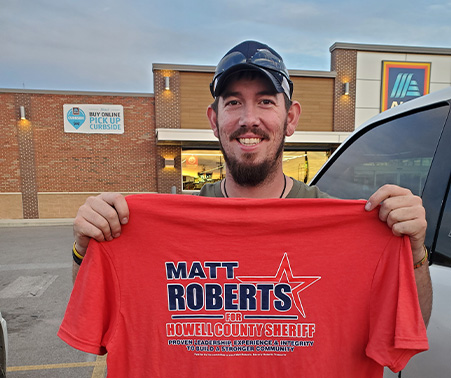 BUY ONLINE
PICK UP
CURBSIDE
MATT
ROBERTS
FOR
HOWELL COUNTY SHERIFF
PROVEN LEADERSHIP, EXPERIENCE & INTEGRITY
TO BUILD A STRONGER COMMUNITY